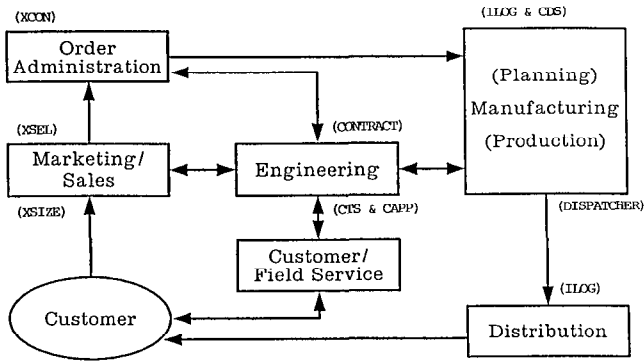 (XCON)
(ILOG & CDS)
Order
Administration
(Planning)
Manufacturing
(Production)
(CONTRACT)
(XSEL)
Marketing/
Sales
Engineering
(XSIZE)
(CTS & CAPP)
(DISPATCHER)
Customer/
Field Service
(ILOG)
Customer
Distribution